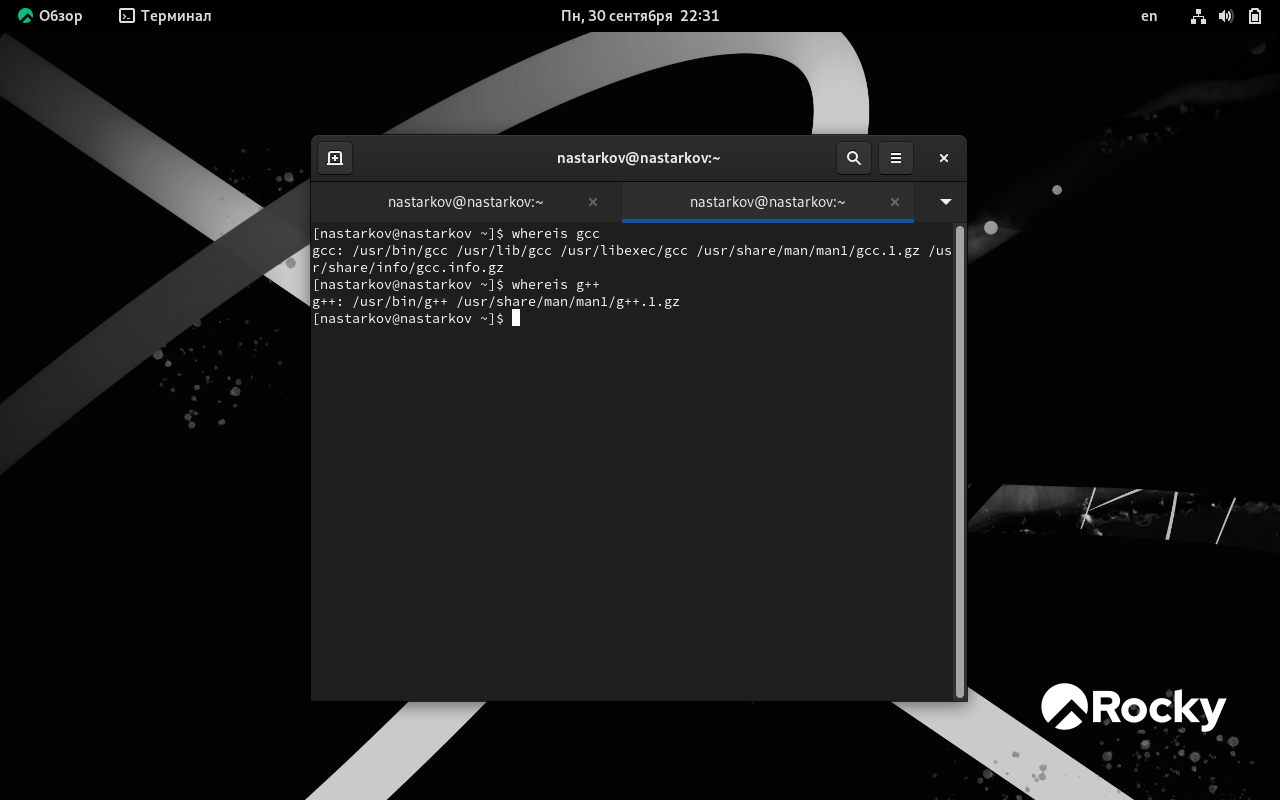 Обзор Терминал Пн, 30 сентября 22:31 en
nastarkov@nastarkov:~
nastarkov@nastarkov:~ nastarkov@nastarkov:~
[nastarkov@nastarkov ~]$ whereis gcc
gcc: /usr/bin/gcc /usr/lib/gcc /usr/libexec/gcc /usr/share/man/man1/gcc.1.gz /us
r/share/info/gcc.info.gz
[nastarkov@nastarkov ~]$ whereis g++
g++: /usr/bin/g++ /usr/share/man/man1/g++.1.gz
[nastarkov@nastarkov ~]$
Rocky